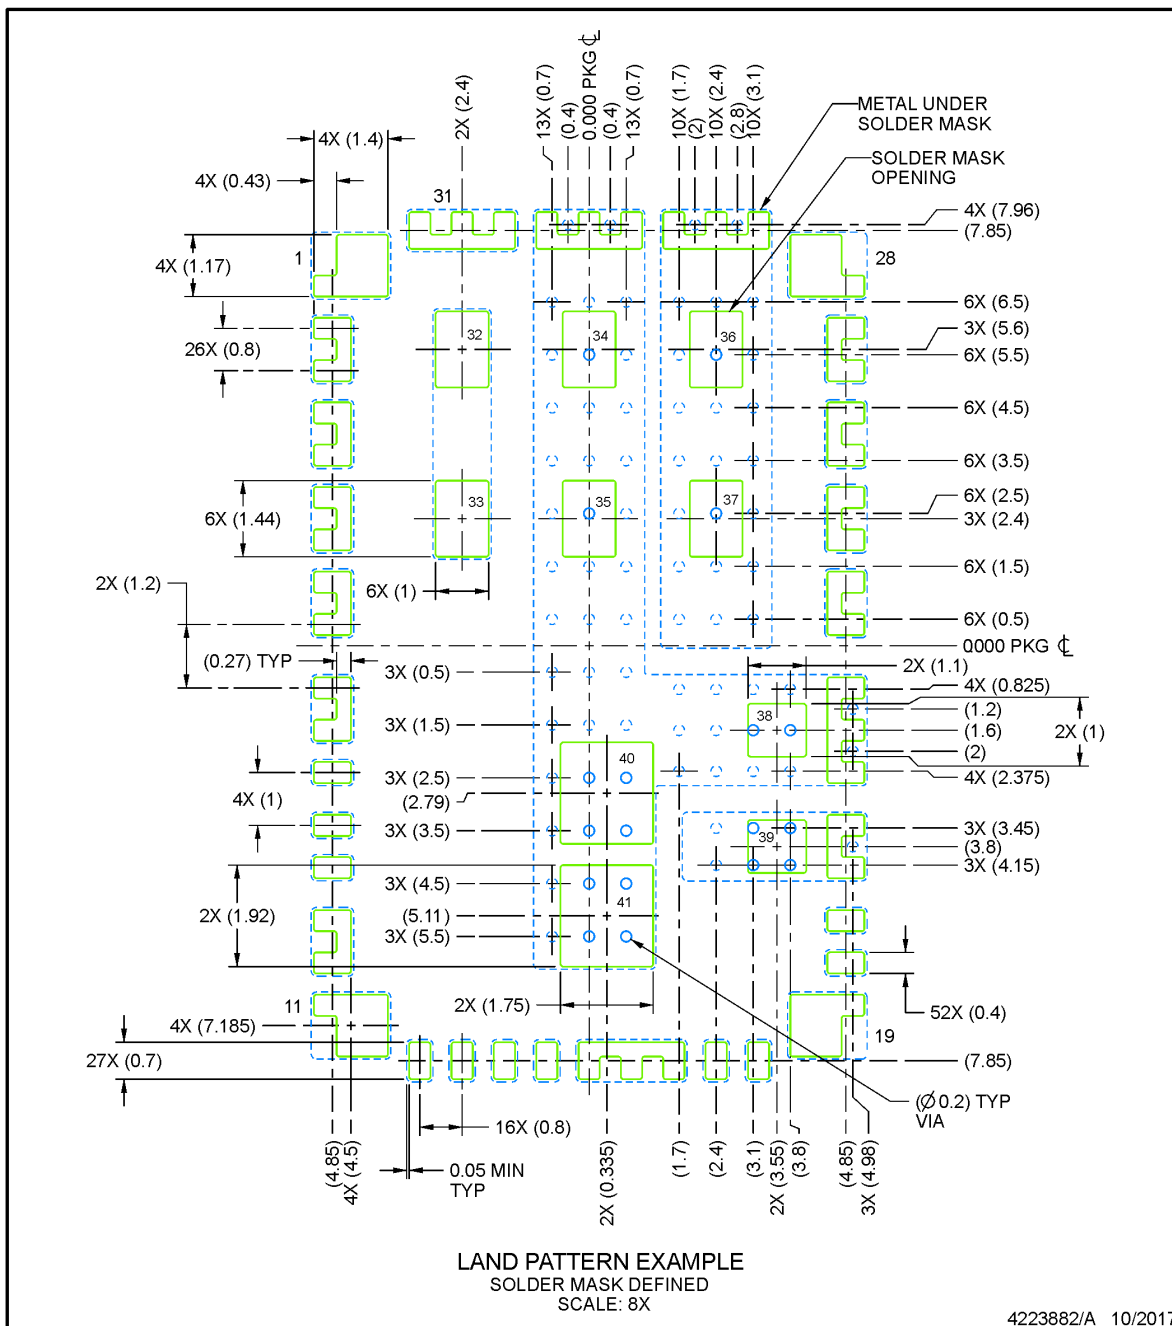 2X (2.4)
13X (0.7)
(0.4)
0.000 PKG ℄
(0.4)
13X (0.7)
10X (1.7)
(2)
10X (2.4)
(2.8)
10X (3.1)
METAL UNDER
SOLDER MASK
SOLDER MASK
OPENING
4X (1.4)
4X (0.43)
31
4X (7.96)
(7.85)
1
28
4X (1.17)
6X (6.5)
32
34
36
3X (5.6)
26X (0.8)
6X (5.5)
6X (4.5)
6X (3.5)
33
35
37
6X (2.5)
6X (1.44)
3X (2.4)
6X (1.5)
2X (1.2)
6X (1)
6X (0.5)
0000 PKG ℄
(0.27) TYP
3X (0.5)
2X (1.1)
4X (0.825)
38
(1.2)
3X (1.5)
(1.6)
2X (1)
(2)
40
3X (2.5)
4X (2.375)
4X (1)
(2.79)
3X (3.5)
39
3X (3.45)
(3.8)
3X (4.15)
3X (4.5)
41
2X (1.92)
(5.11)
3X (5.5)
11
2X (1.75)
19
52X (0.4)
4X (7.185)
27X (0.7)
(7.85)
(Ø 0.2) TYP
VIA
16X (0.8)
0.05 MIN
TYP
(4.85)
4X (4.5)
2X (0.335)
(1.7)
(2.4)
(3.1)
2X (3.55)
(3.8)
(4.85)
3X (4.98)
LAND PATTERN EXAMPLE
SOLDER MASK DEFINED
SCALE: 8X
4223882/A 10/2017